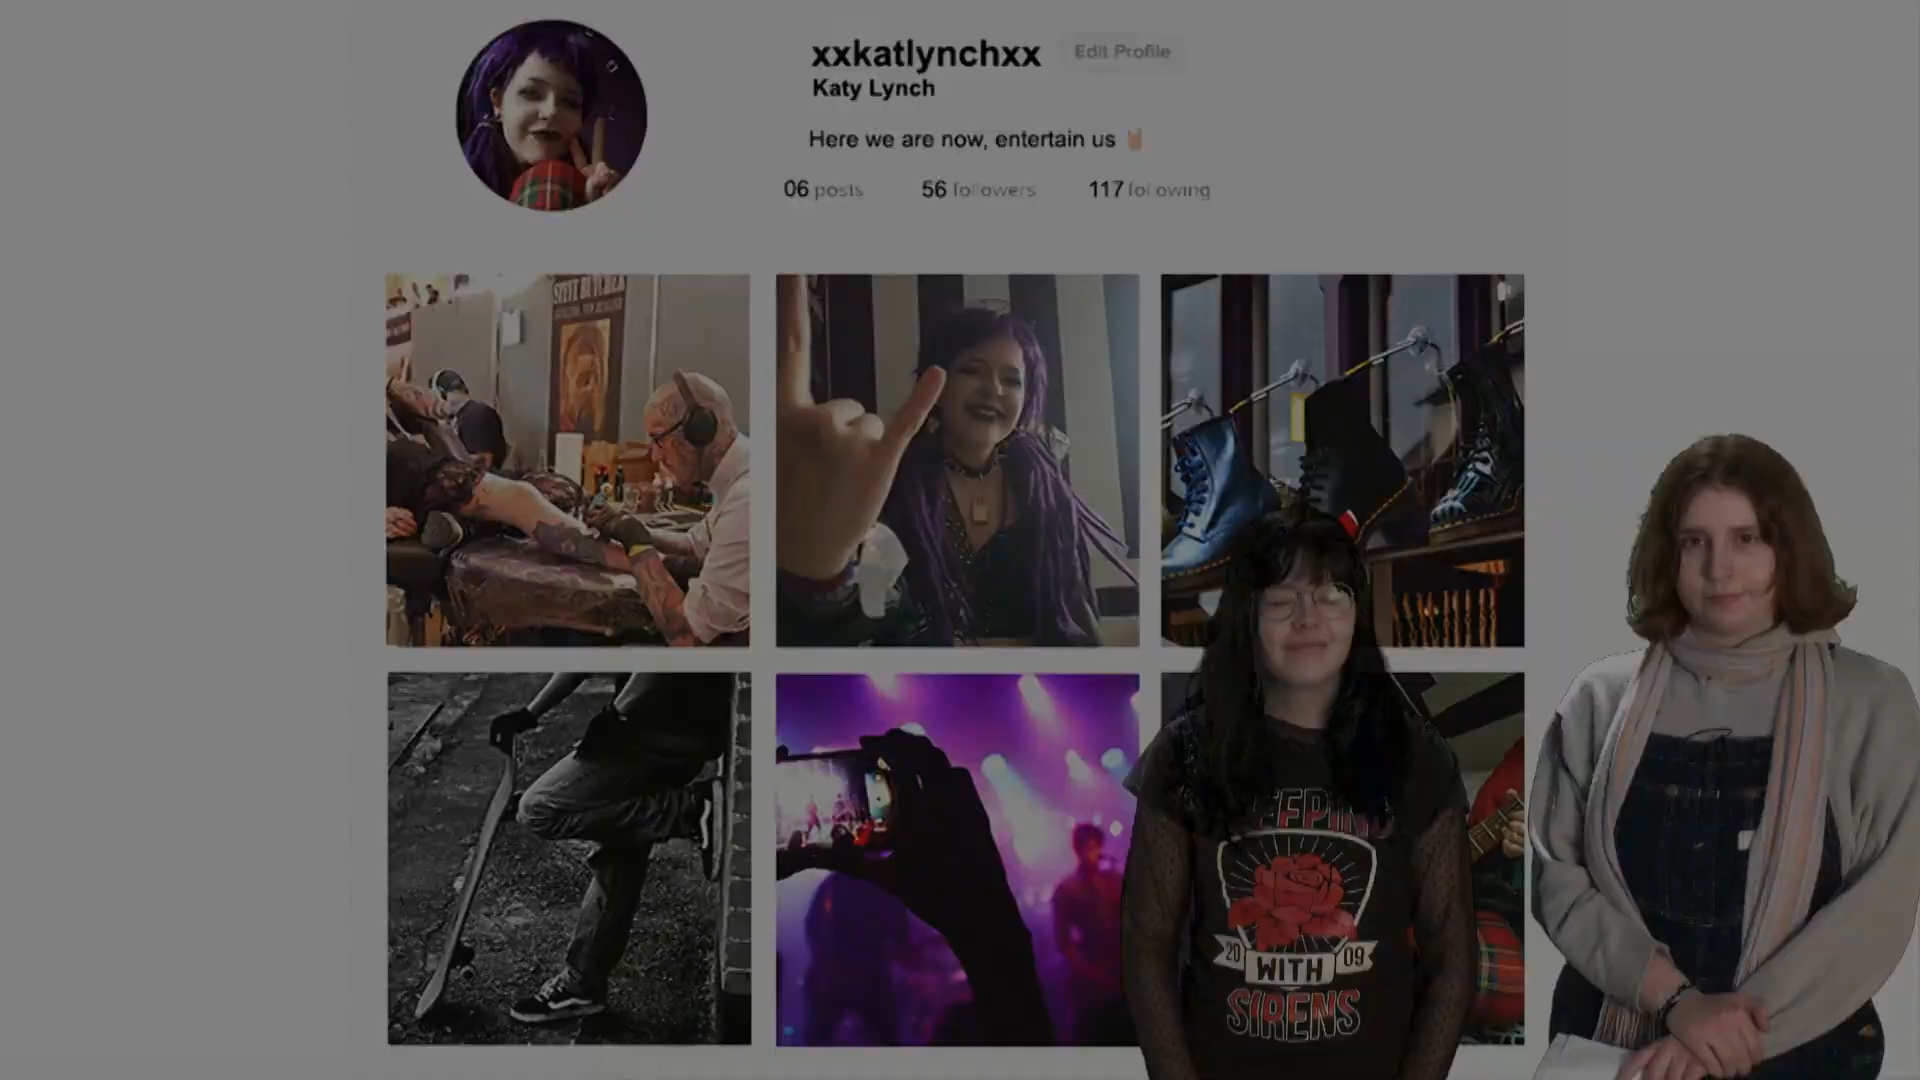 xxkatlynchxx
Edit Profile
Katy Lynch
Here we are now, entertain us 🤘🏻
06 posts 56 followers 117 following
20 09
WITH
SIRENS